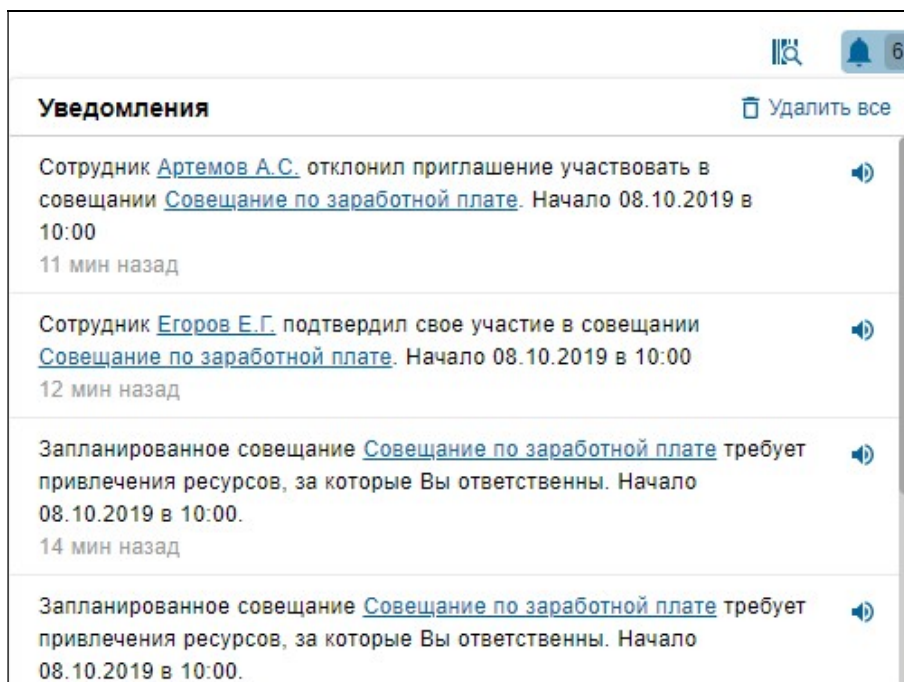 6
Уведомления
Удалить все
Сотрудник Артемов А.С. отклонил приглашение участвовать в
совещании Совещание по заработной плате. Начало 08.10.2019 в
10:00
11 мин назад
Сотрудник Егоров Е.Г. подтвердил свое участие в совещании
Совещание по заработной плате. Начало 08.10.2019 в 10:00
12 мин назад
Запланированное совещание Совещание по заработной плате требует
привлечения ресурсов, за которые Вы ответственны. Начало
08.10.2019 в 10:00.
14 мин назад
Запланированное совещание Совещание по заработной плате требует
привлечения ресурсов, за которые Вы ответственны. Начало
08.10.2019 в 10:00.